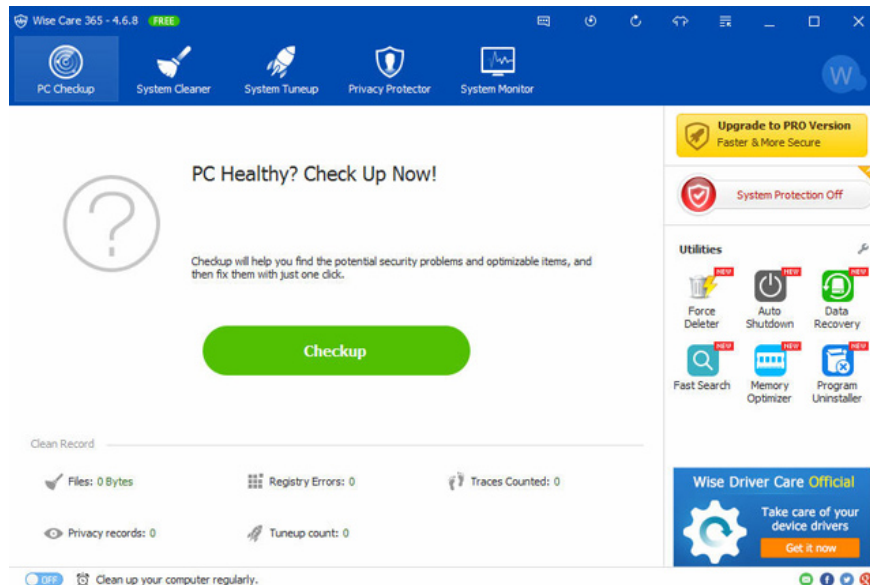 Wise Care 365 - 4.6.8 FREE
PC Checkup
System Cleaner
System Tuneup
Privacy Protector
System Monitor
W
Upgrade to PRO Version
Faster & More Secure
System Protection Off
PC Healthy? Check Up Now!
Checkup will help you find the potential security problems and optimizable items, and
then fix them with just one click.
Checkup
Utilities
NEW
Force
Deleter
NEW
Auto
Shutdown
NEW
Data
Recovery
NEW
Fast Search
NEW
Memory
Optimizer
NEW
Program
Uninstaller
Clean Record
Files: 0 Bytes
Registry Errors: 0
Traces Counted: 0
Privacy records: 0
Tuneup count: 0
Wise Driver Care Official
Take care of your
device drivers
Get it now
OFF
Clean up your computer regularly.